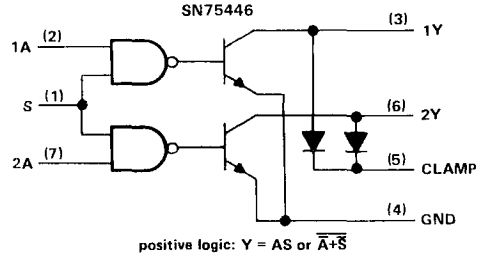 SN75446
1A (2)
(3) 1Y
S (1)
(6) 2Y
2A (7)
(5) CLAMP
(4) GND
positive logic: Y = AS or A̅+S̅